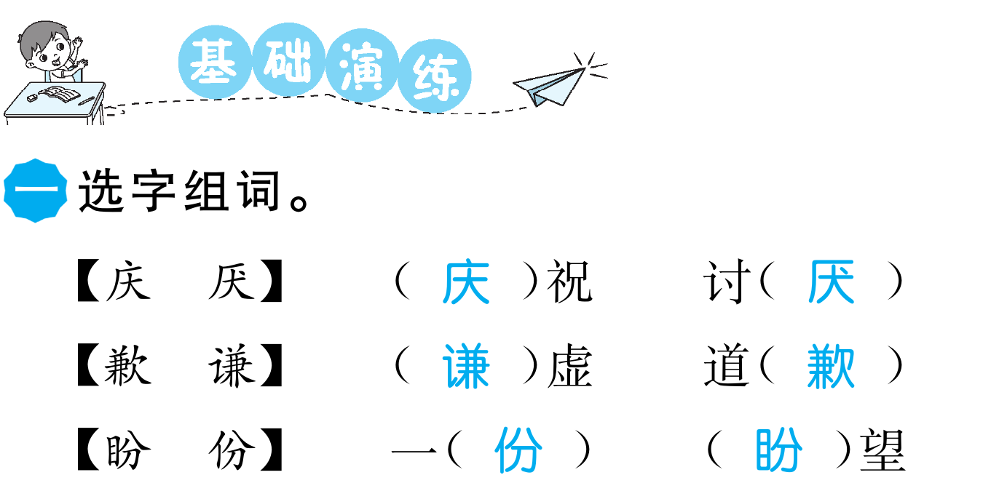 基础演练
一 选字组词。
【庆 厌】 （庆）祝 讨（厌）
【歉 谦】 （谦）虚 道（歉）
【盼 份】 一（份） （盼）望